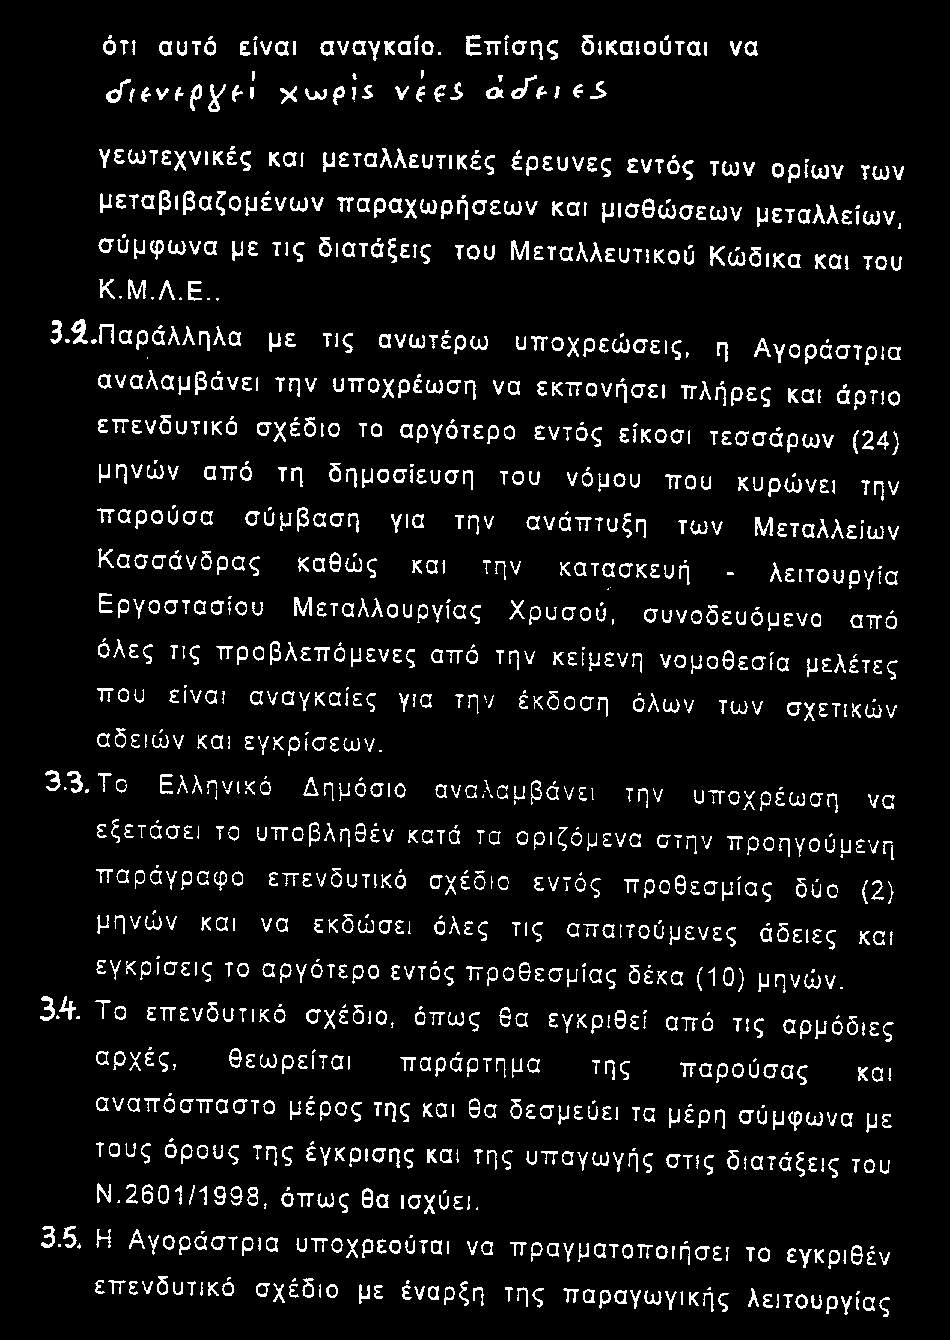 ότι αυτό είναι αναγκαίο. Επίσης δικαιούται να
διενεργεί χωρίς νέες άδειες
γεωτεχνικές και μεταλλευτικές έρευνες εντός των ορίων των
μεταβιβαζομένων παραχωρήσεων και μισθώσεων μεταλλείων,
σύμφωνα με τις διατάξεις του Μεταλλευτικού Κώδικα και του
Κ.Μ.Λ.Ε..
3.2.Παράλληλα με τις ανωτέρω υποχρεώσεις, η Αγοράστρια
αναλαμβάνει την υποχρέωση να εκπονήσει πλήρες και άρτιο
επενδυτικό σχέδιο το αργότερο εντός είκοσι τεσσάρων (24)
μηνών από τη δημοσίευση του νόμου που κυρώνει την
παρούσα σύμβαση για την ανάπτυξη των Μεταλλείων
Κασσάνδρας καθώς και την κατασκευή - λειτουργία
Εργοστασίου Μεταλλουργίας Χρυσού, συνοδευόμενο από
όλες τις προβλεπόμενες από την κείμενη νομοθεσία μελέτες
που είναι αναγκαίες για την έκδοση όλων των σχετικών
αδειών και εγκρίσεων.
3.3. Το Ελληνικό Δημόσιο αναλαμβάνει την υποχρέωση να
εξετάσει το υποβληθέν κατά τα οριζόμενα στην προηγούμενη
παράγραφο επενδυτικό σχέδιο εντός προθεσμίας δύο (2)
μηνών και να εκδώσει όλες τις απαιτούμενες άδειες και
εγκρίσεις το αργότερο εντός προθεσμίας δέκα (10) μηνών.
3.4. Το επενδυτικό σχέδιο, όπως θα εγκριθεί από τις αρμόδιες
αρχές, θεωρείται παράρτημα της παρούσας και
αναπόσπαστο μέρος της και θα δεσμεύει τα μέρη σύμφωνα με
τους όρους της έγκρισης και της υπαγωγής στις διατάξεις του
Ν.2601/1998, όπως θα ισχύει.
3.5. Η Αγοράστρια υποχρεούται να πραγματοποιήσει το εγκριθέν
επενδυτικό σχέδιο με έναρξη της παραγωγικής λειτουργίας